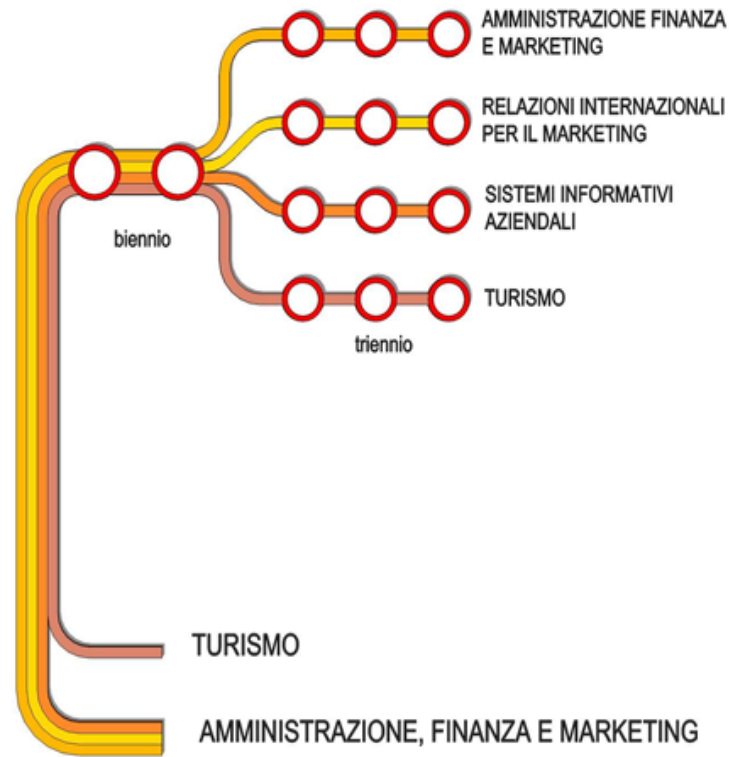 AMMINISTRAZIONE FINANZA
E MARKETING
RELAZIONI INTERNAZIONALI
PER IL MARKETING
SISTEMI INFORMATIVI
AZIENDALI
biennio
TURISMO
triennio
TURISMO
AMMINISTRAZIONE, FINANZA E MARKETING